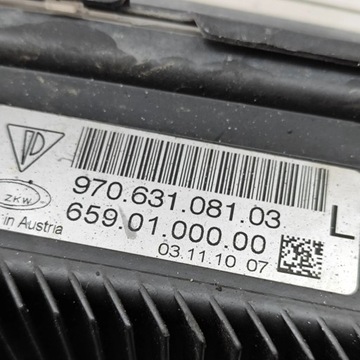 970.631.081.03
ZKW
659.01.000.00
L
in Austria
03.11.10 07